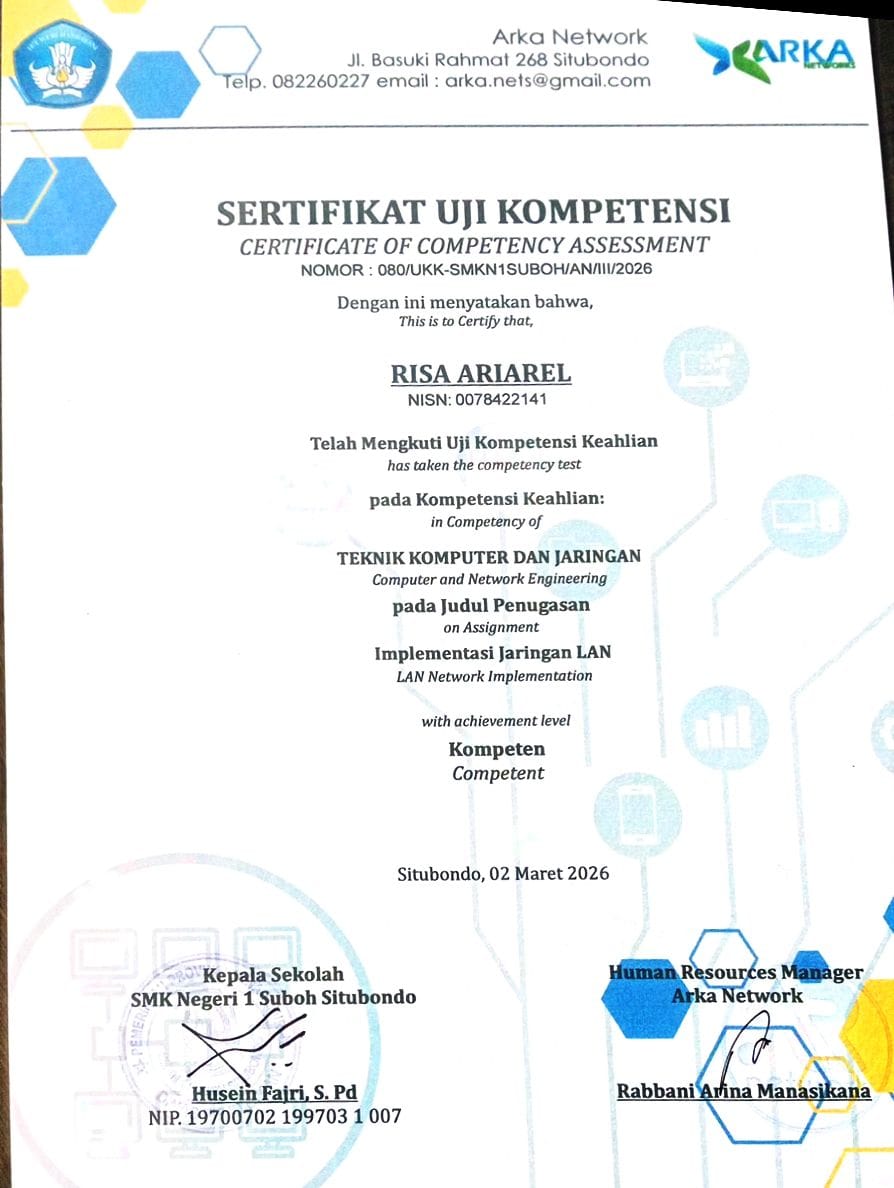 Arka Network
Jl. Basuki Rahmat 268 Situbondo
Telp. 082260227 email : arka.nets@gmail.com
ARKA
NETWORKS
SERTIFIKAT UJI KOMPETENSI
CERTIFICATE OF COMPETENCY ASSESSMENT
NOMOR : 080/UKK-SMKN1SUBOH/AN/III/2026
Dengan ini menyatakan bahwa,
This is to Certify that,
RISA ARIAREL
NISN: 0078422141
Telah Mengkuti Uji Kompetensi Keahlian
has taken the competency test
pada Kompetensi Keahlian:
in Competency of
TEKNIK KOMPUTER DAN JARINGAN
Computer and Network Engineering
pada Judul Penugasan
on Assignment
Implementasi Jaringan LAN
LAN Network Implementation
with achievement level
Kompeten
Competent
Situbondo, 02 Maret 2026
Kepala Sekolah
SMK Negeri 1 Suboh Situbondo
Husein Fajri, S. Pd
NIP. 19700702 199703 1 007
Human Resources Manager
Arka Network
Rabbani Arina Manasikana